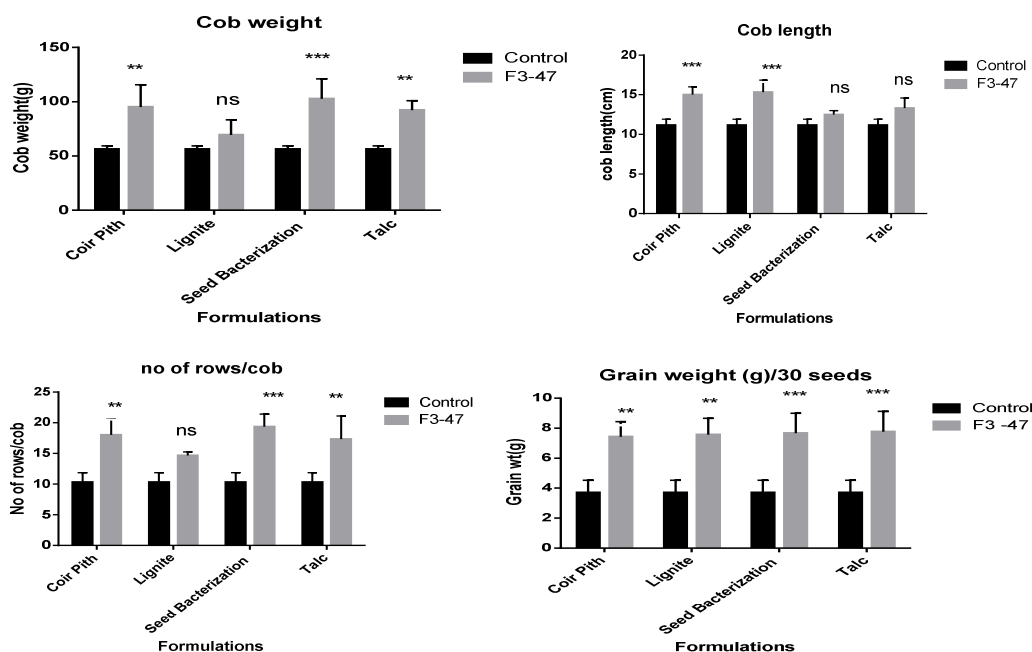 Cob weight
Control
F3-47
150
100
50
0
Cob weight(g)
**
ns
***
**
Coir Pith
Lignite
Seed Bacterization
Talc
Formulations
Cob length
Control
F3-47
20
15
10
5
0
cob length(cm)
***
***
ns
ns
Coir Pith
Lignite
Seed Bacterization
Talc
Formulations
no of rows/cob
Control
F3-47
25
20
15
10
5
0
No of rows/cob
**
ns
***
**
Coir Pith
Lignite
Seed Bacterization
Talc
Formulations
Grain weight (g)/30 seeds
Control
F3 -47
10
8
6
4
2
0
Grain wt(g)
**
**
***
***
Coir Pith
Lignite
Seed Bacterization
Talc
Formulations